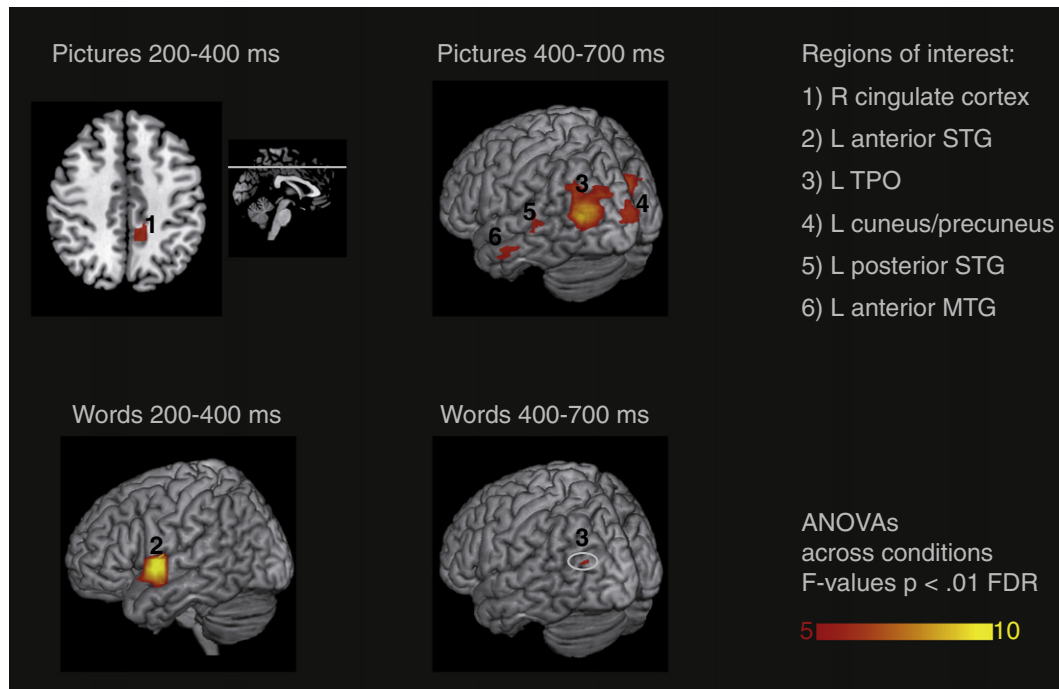 Pictures 200-400 ms
Pictures 400-700 ms
Regions of interest:
1) R cingulate cortex
2) L anterior STG
3) L TPO
4) L cuneus/precuneus
5) L posterior STG
6) L anterior MTG
1
3
4
5
6
Words 200-400 ms
Words 400-700 ms
2
3
ANOVAs
across conditions
F-values p < .01 FDR
5 10